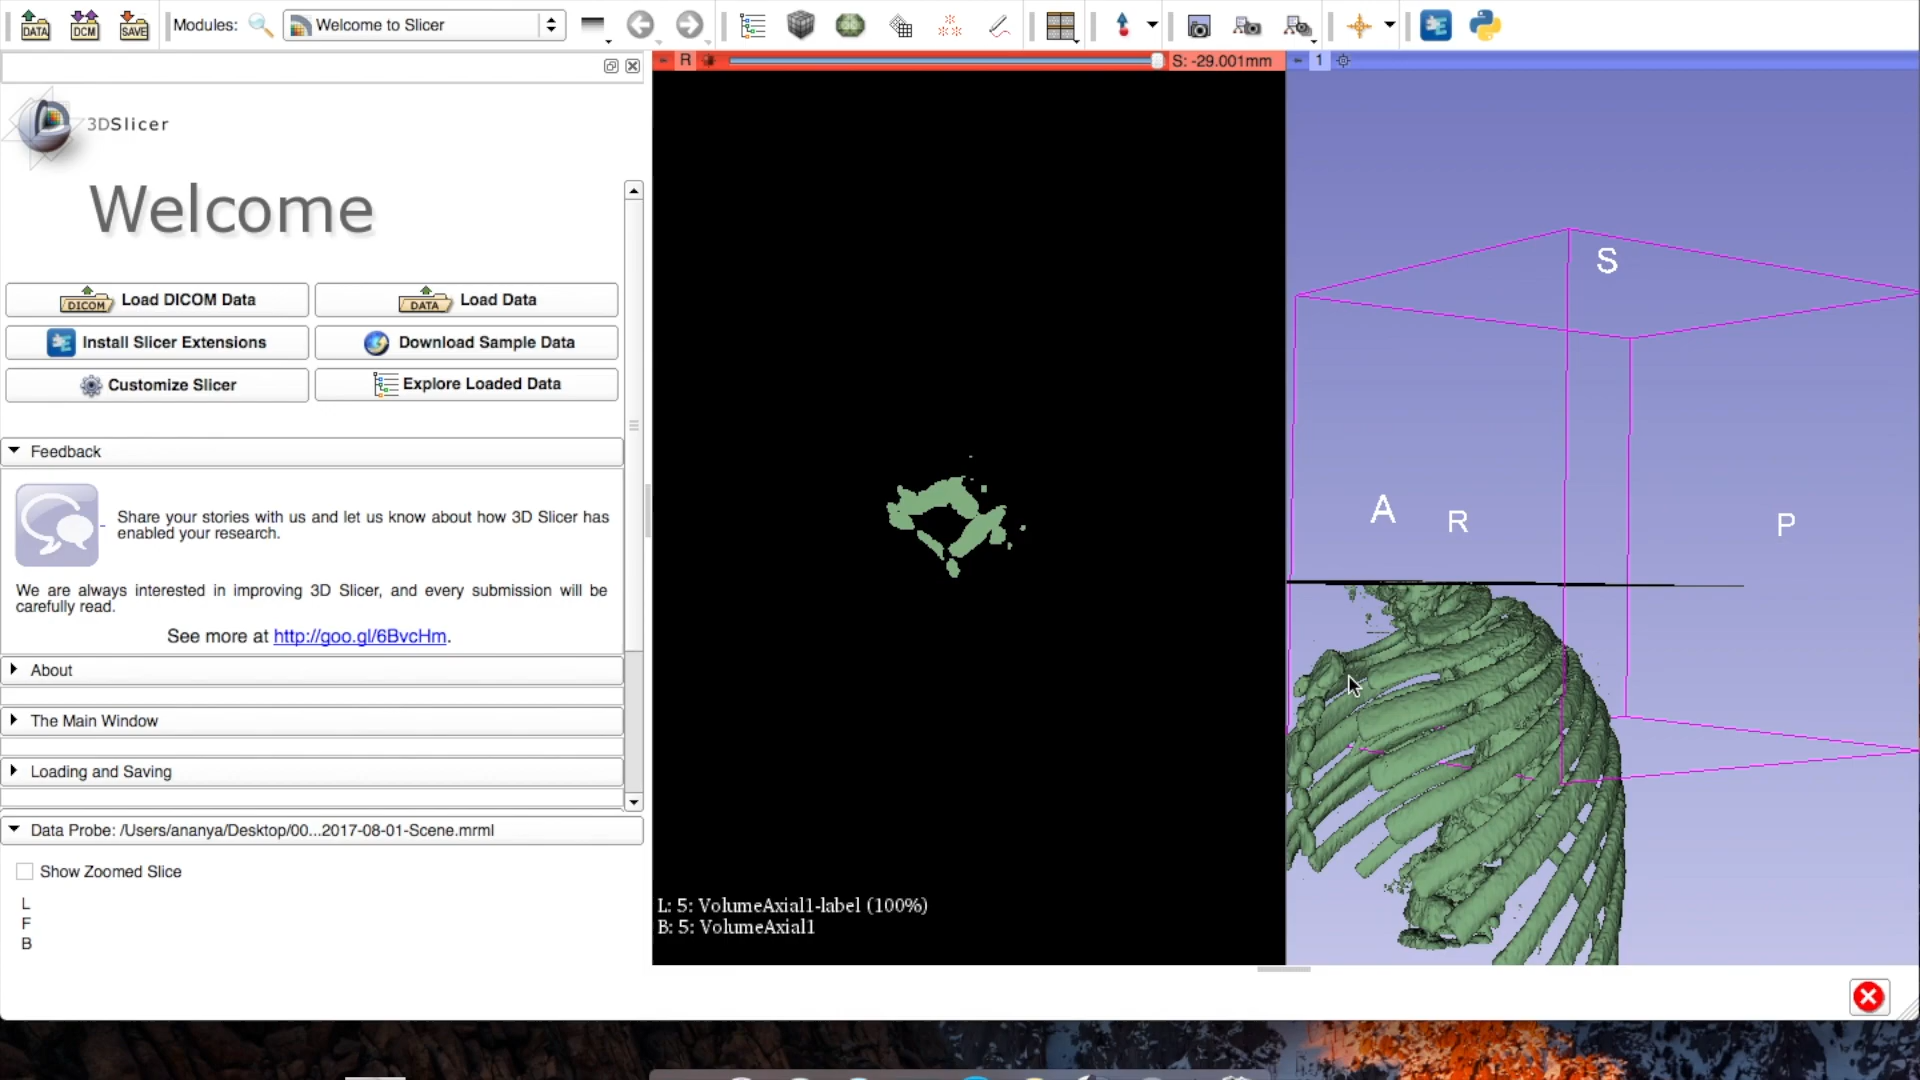 DATA DCM SAVE Modules: Welcome to Slicer
R S: -29.001mm 1
3DSlicer
Welcome
DICOM Load DICOM Data DATA Load Data
Install Slicer Extensions Download Sample Data
Customize Slicer Explore Loaded Data
Feedback
Share your stories with us and let us know about how 3D Slicer has
enabled your research.
We are always interested in improving 3D Slicer, and every submission will be
carefully read.
See more at http://goo.gl/6BvcHm.
About
The Main Window
Loading and Saving
Data Probe: /Users/ananya/Desktop/00...2017-08-01-Scene.mrml
Show Zoomed Slice
L
F
B
L: 5: VolumeAxial1-label (100%)
B: 5: VolumeAxial1
S
A R P